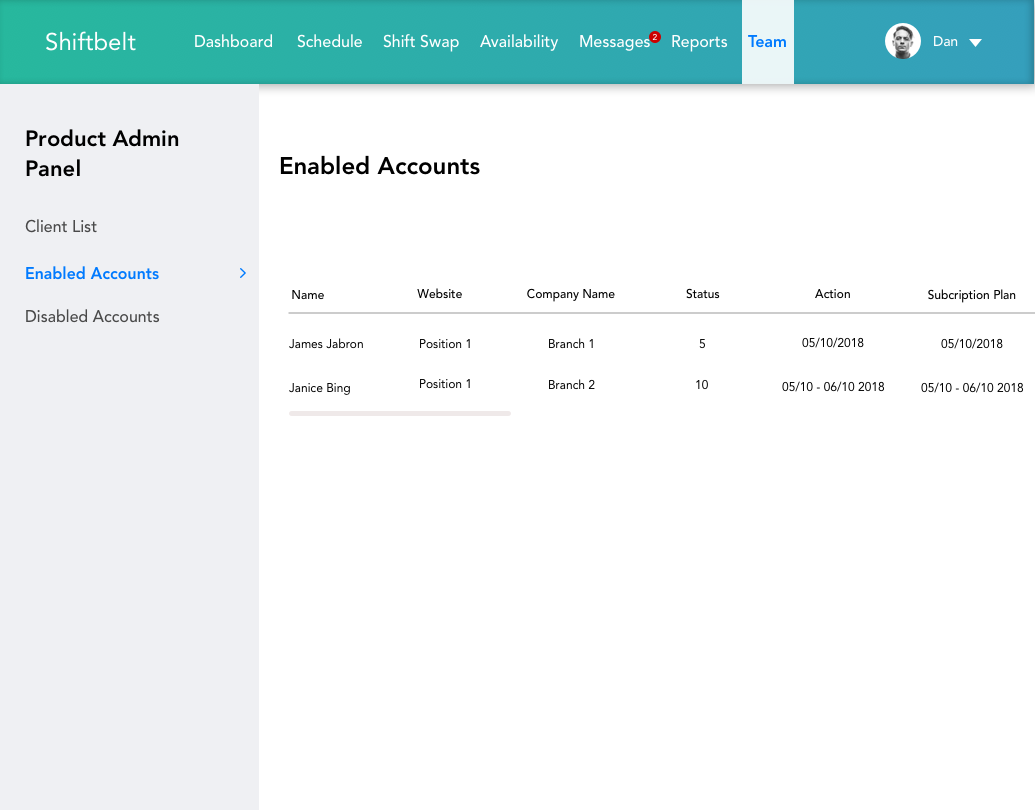 Shiftbelt Dashboard Schedule Shift Swap Availability Messages 2 Reports Team Dan
Product Admin
Panel
Client List
Enabled Accounts
Disabled Accounts
Enabled Accounts
Name Website Company Name Status Action Subcription Plan
James Jabron Position 1 Branch 1 5 05/10/2018 05/10/2018
Janice Bing Position 1 Branch 2 10 05/10 - 06/10 2018 05/10 - 06/10 2018